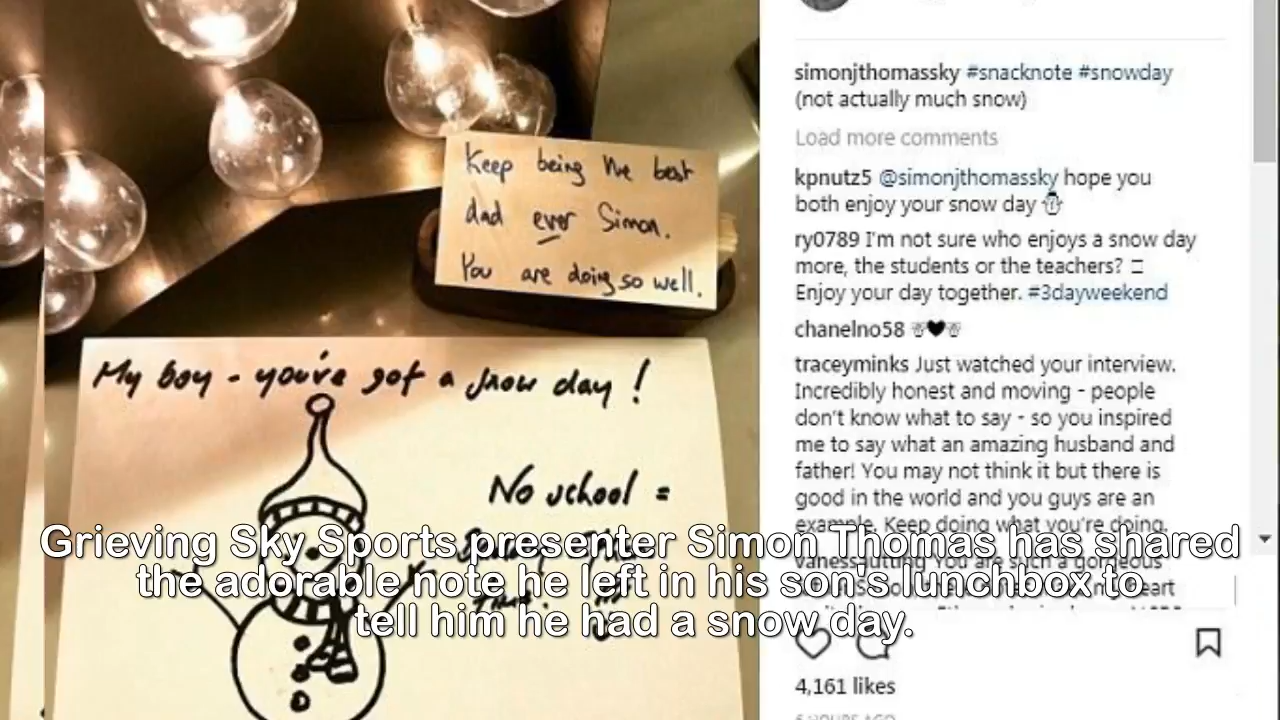 Keep being the best
dad ever Simon.
You are doing so well.
My boy - you've got a snow day!
No school =
simonjthomassky #snacknote #snowday
(not actually much snow)
Load more comments
kpnutz5 @simonjthomassky hope you
both enjoy your snow day
ry0789 I'm not sure who enjoys a snow day
more, the students or the teachers?
Enjoy your day together. #3dayweekend
chanelno58
traceyminks Just watched your interview.
Incredibly honest and moving - people
don't know what to say - so you inspired
me to say what an amazing husband and
father! You may not think it but there is
good in the world and you guys are an
example. Keep doing what you're doing.
You are such a gorgeous
4,161 likes
6 HOURS AGO
Grieving Sky Sports presenter Simon Thomas has shared
the adorable note he left in his son's lunchbox to
tell him he had a snow day.